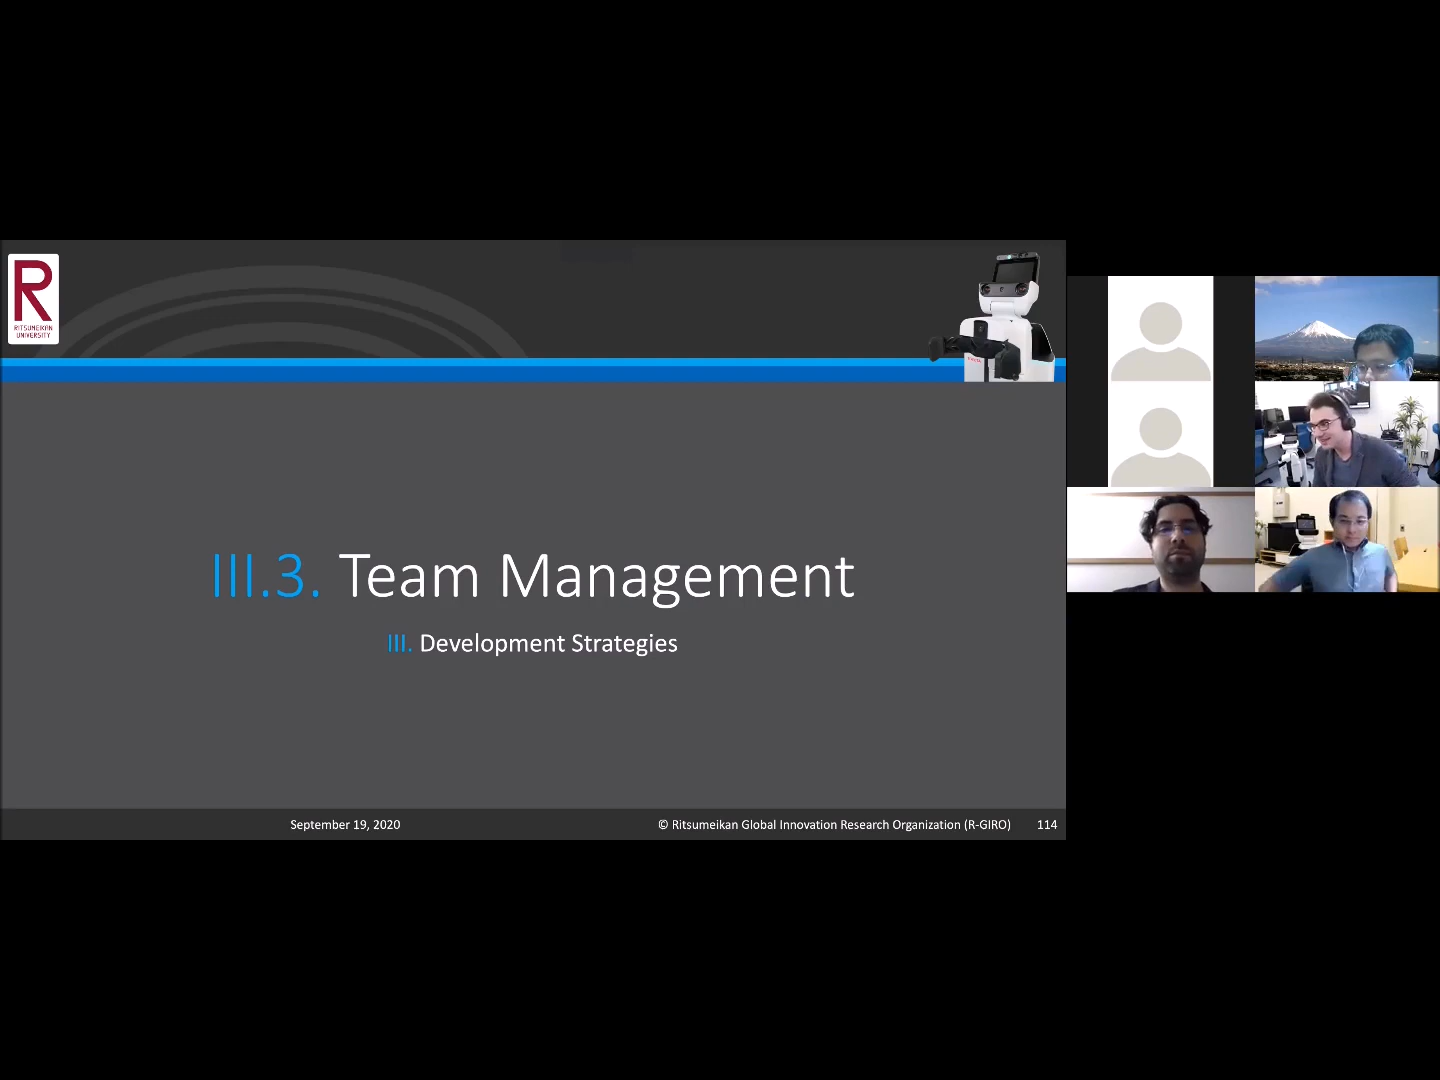 R
RITSUMEIKAN
UNIVERSITY
III.3. Team Management
III. Development Strategies
September 19, 2020
© Ritsumeikan Global Innovation Research Organization (R-GIRO)
114